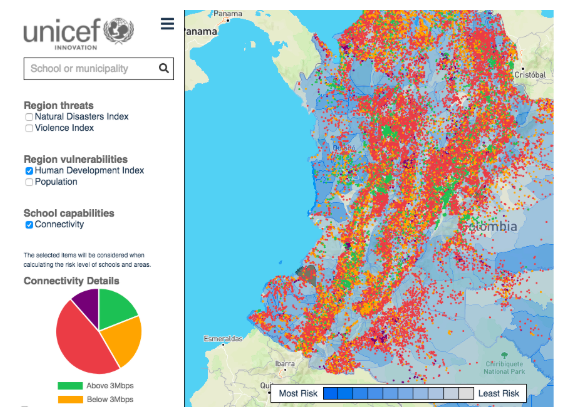 unicef
INNOVATION
School or municipality
Region threats
Natural Disasters Index
Violence Index
Region vulnerabilities
Human Development Index
Population
School capabilities
Connectivity
The selected items will be considered when
calculating the risk level of schools and areas.
Connectivity Details
Above 3Mbps
Below 3Mbps
Panama
Panama
Cristóbal
Colombia
Esmeraldas
Ibarra
Chiribiquete
National Park
Most Risk
Least Risk